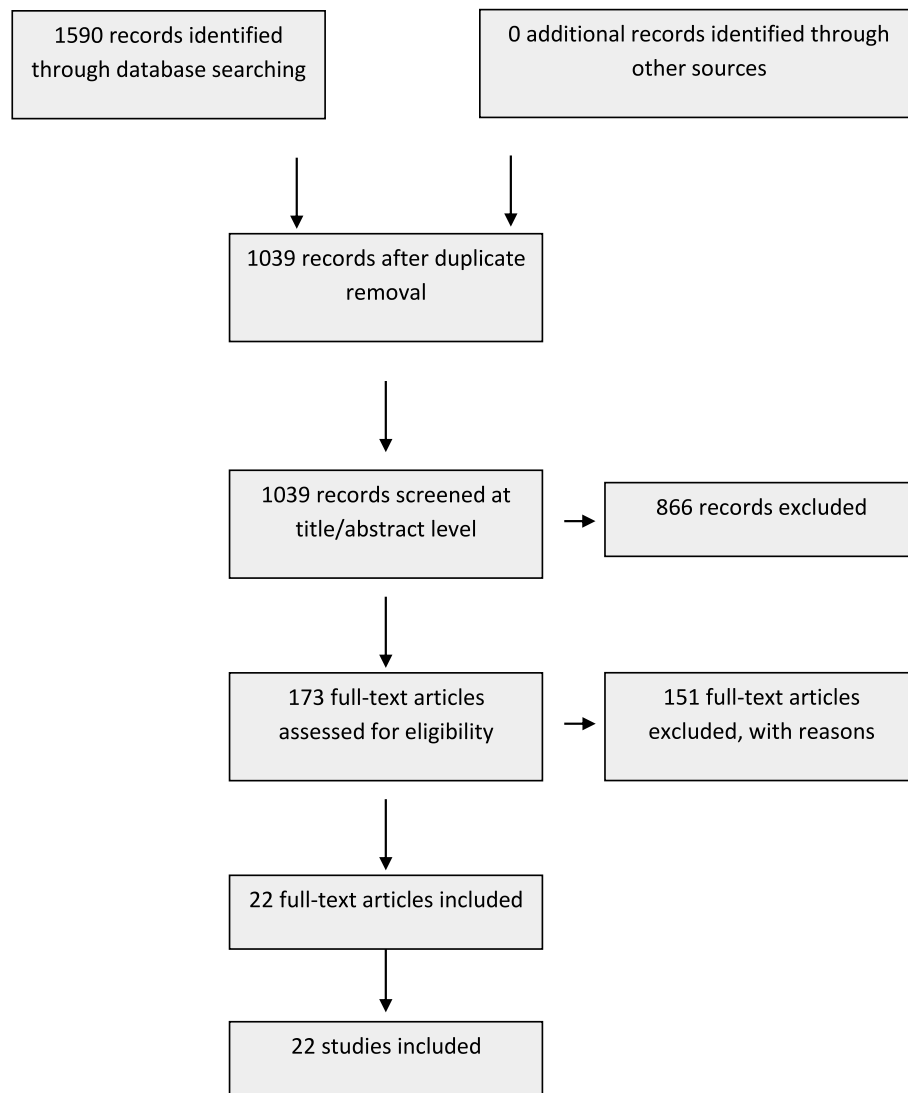 1590 records identified
through database searching
0 additional records identified through
other sources
1039 records after duplicate
removal
1039 records screened at
title/abstract level
866 records excluded
173 full-text articles
assessed for eligibility
151 full-text articles
excluded, with reasons
22 full-text articles included
22 studies included